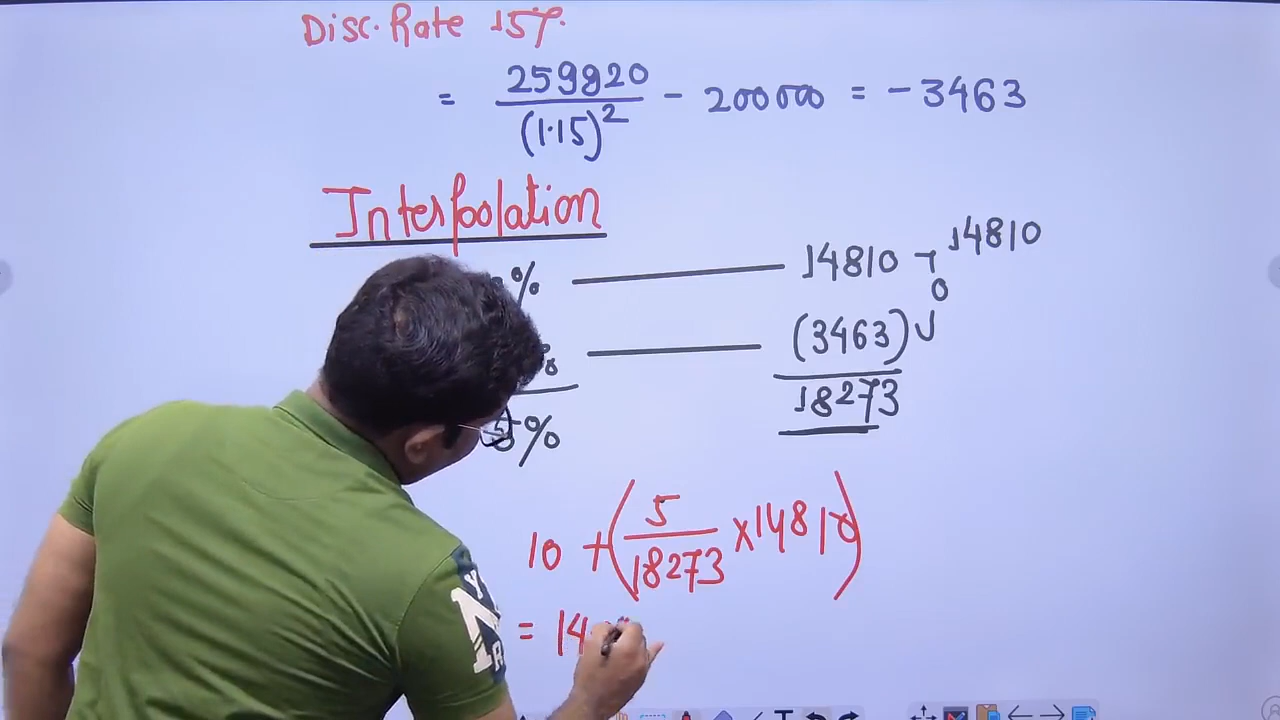 Disc. Rate 15%
= 259920 / (1.15)² - 200000 = -3463
Interpolation
% 14810 14810
0
% (3463)
5% 18273
10 + (5 / 18273 × 14810)
= 14